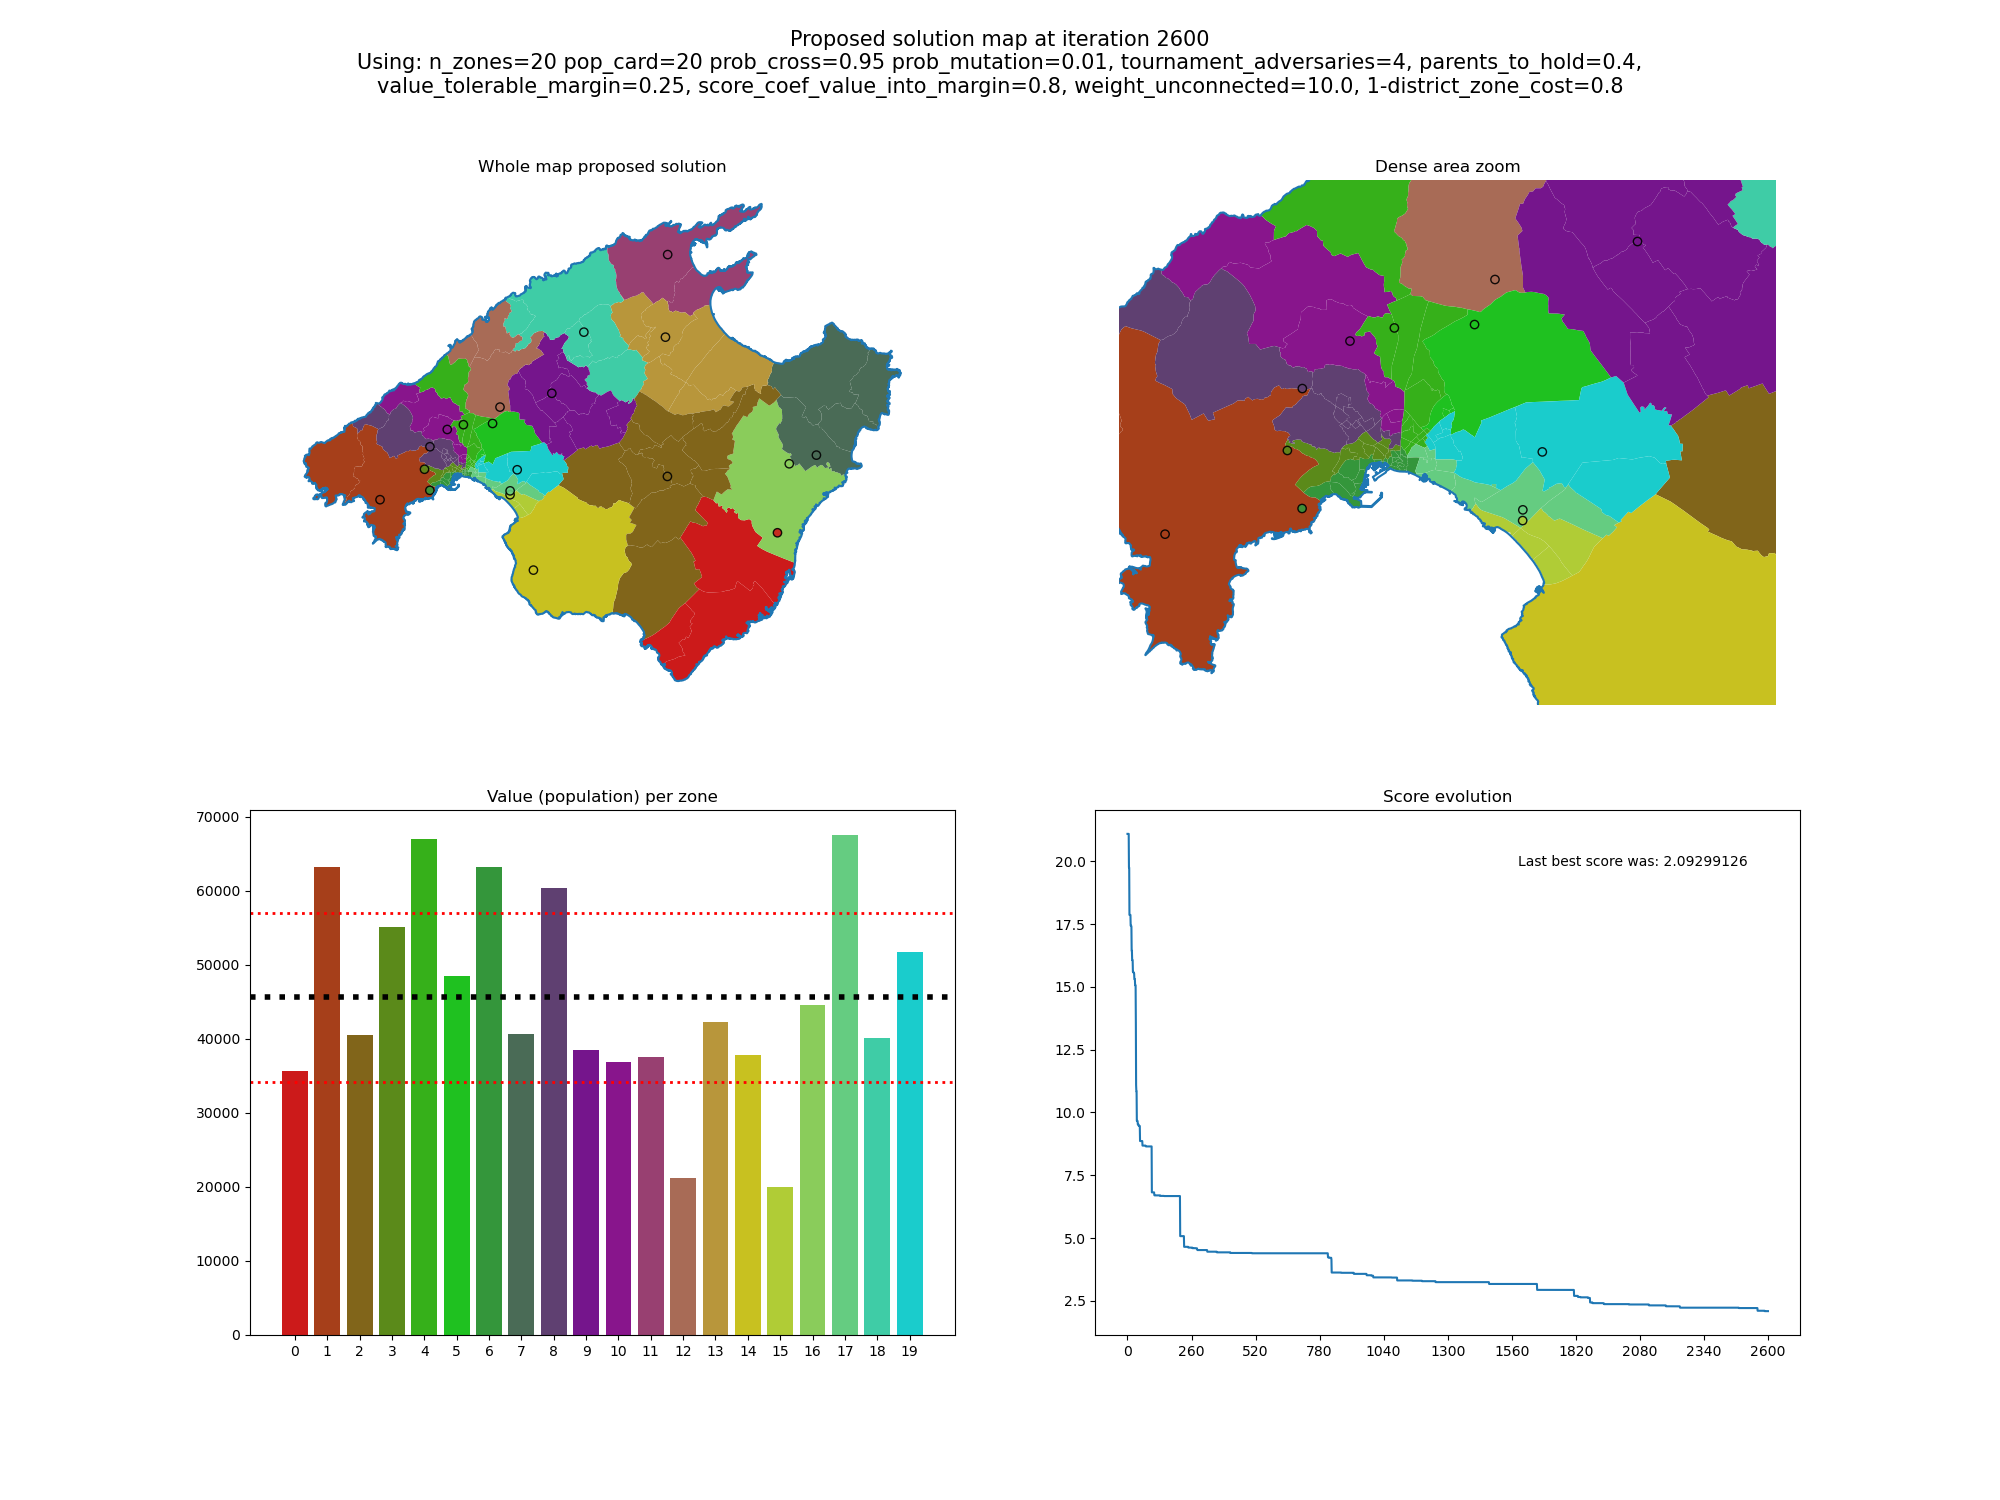 Proposed solution map at iteration 2600
Using: n_zones=20 pop_card=20 prob_cross=0.95 prob_mutation=0.01, tournament_adversaries=4, parents_to_hold=0.4,
value_tolerable_margin=0.25, score_coef_value_into_margin=0.8, weight_unconnected=10.0, 1-district_zone_cost=0.8
Whole map proposed solution
Dense area zoom
Value (population) per zone
70000
60000
50000
40000
30000
20000
10000
0
0 1 2 3 4 5 6 7 8 9 10 11 12 13 14 15 16 17 18 19
Score evolution
Last best score was: 2.09299126
20.0
17.5
15.0
12.5
10.0
7.5
5.0
2.5
0 260 520 780 1040 1300 1560 1820 2080 2340 2600